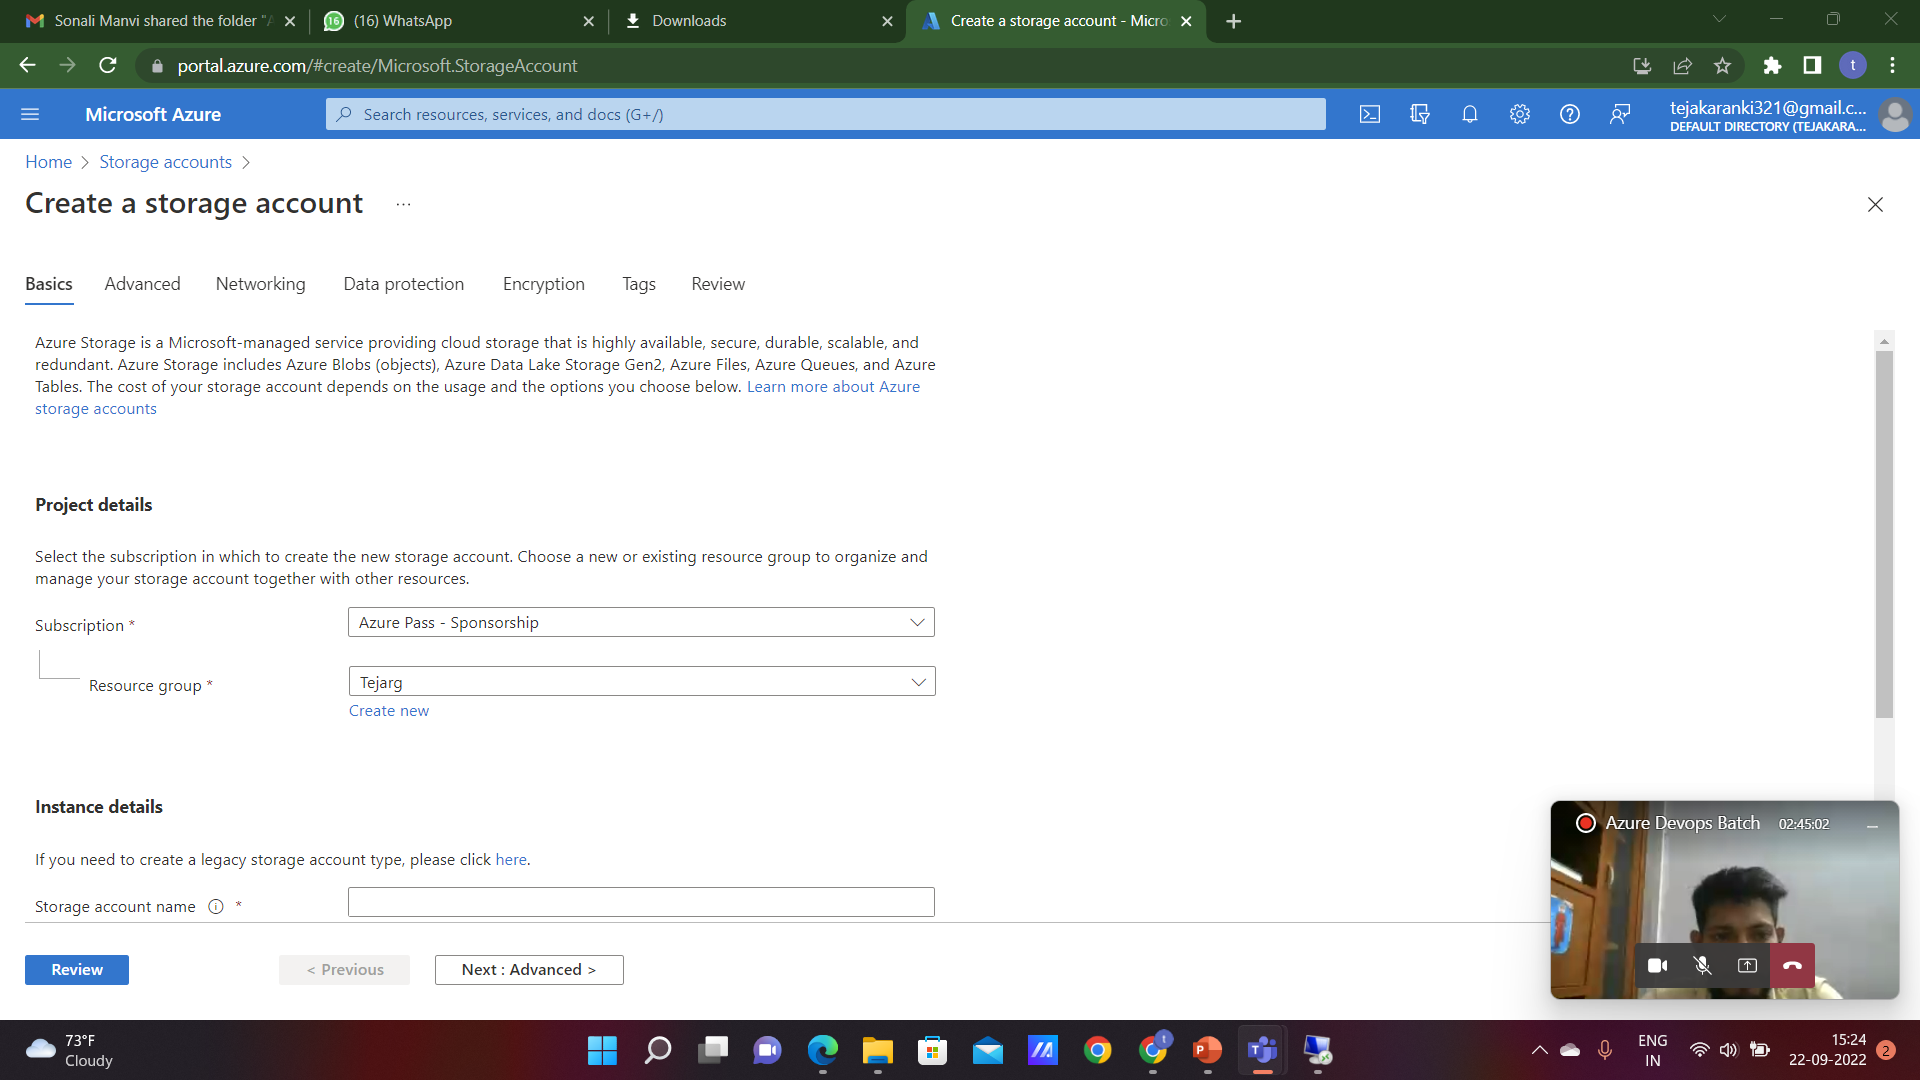 Sonali Manvi shared the folder "A
(16) WhatsApp
Downloads
Create a storage account - Micro
portal.azure.com/#create/Microsoft.StorageAccount
t
Microsoft Azure
Search resources, services, and docs (G+/)
tejakaranki321@gmail.c...
DEFAULT DIRECTORY (TEJAKARA...
Home > Storage accounts >
Create a storage account ...
Basics Advanced Networking Data protection Encryption Tags Review
Azure Storage is a Microsoft-managed service providing cloud storage that is highly available, secure, durable, scalable, and
redundant. Azure Storage includes Azure Blobs (objects), Azure Data Lake Storage Gen2, Azure Files, Azure Queues, and Azure
Tables. The cost of your storage account depends on the usage and the options you choose below. Learn more about Azure
storage accounts
Project details
Select the subscription in which to create the new storage account. Choose a new or existing resource group to organize and
manage your storage account together with other resources.
Subscription *
Azure Pass - Sponsorship
Resource group *
Tejarg
Create new
Instance details
If you need to create a legacy storage account type, please click here.
Storage account name *
Review
< Previous
Next : Advanced >
Azure Devops Batch 02:45:02
73°F
Cloudy
t
ENG
IN
15:24
22-09-2022
2